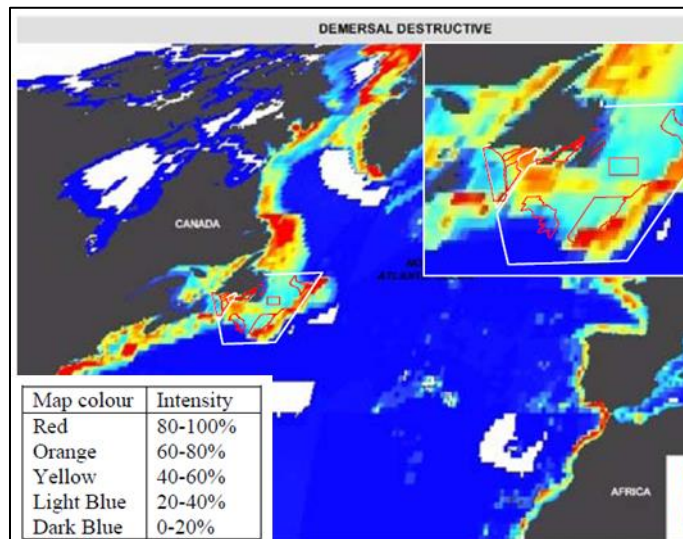 DEMERSAL DESTRUCTIVE
CANADA
AFRICA
Map colour Intensity
Red 80-100%
Orange 60-80%
Yellow 40-60%
Light Blue 20-40%
Dark Blue 0-20%